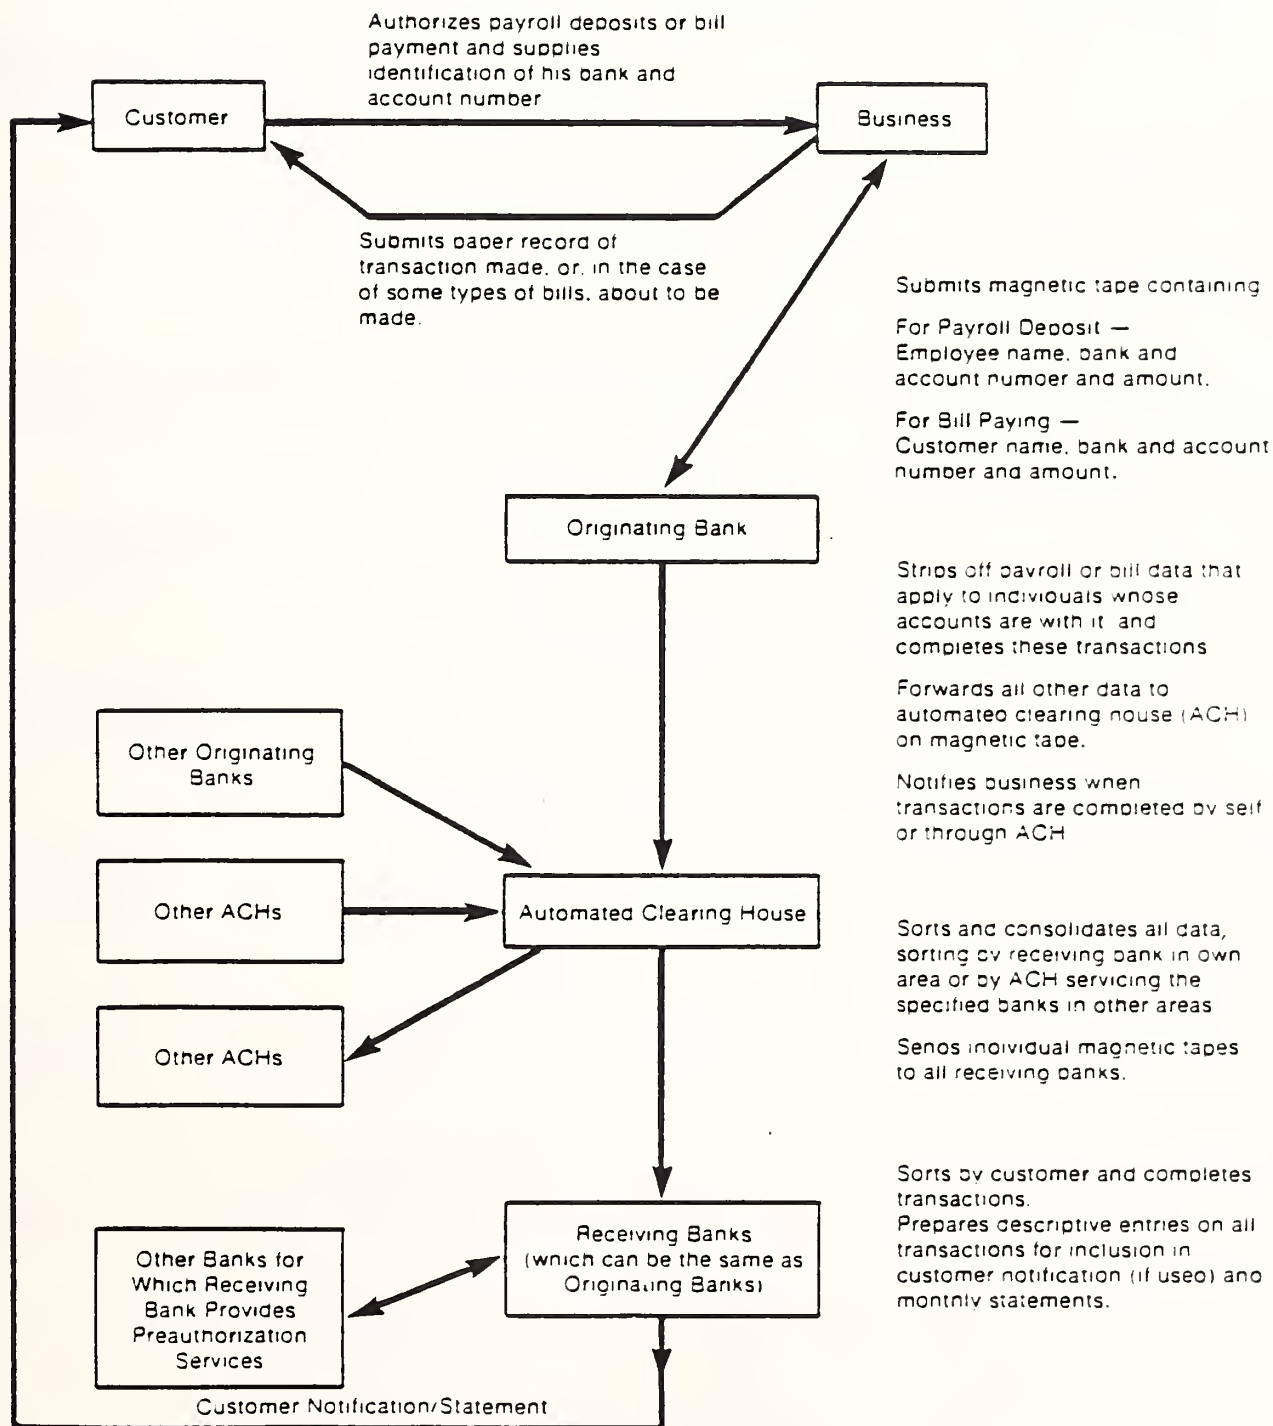 Authorizes payroll deposits or bill
payment and supplies
identification of his bank and
account number
Customer
Business
Submits paper record of
transaction made, or, in the case
of some types of bills, about to be
made.
Submits magnetic tape containing
For Payroll Deposit —
Employee name, bank and
account number and amount.
For Bill Paying —
Customer name, bank and account
number and amount.
Originating Bank
Strips off payroll or bill data that
apply to individuals whose
accounts are with it and
completes these transactions
Forwards all other data to
automated clearing house (ACH)
on magnetic tape.
Notifies business when
transactions are completed by self
or through ACH
Other Originating
Banks
Other ACHs
Automated Clearing House
Other ACHs
Sorts and consolidates all data,
sorting by receiving bank in own
area or by ACH servicing the
specified banks in other areas
Sends individual magnetic tapes
to all receiving banks.
Sorts by customer and completes
transactions.
Prepares descriptive entries on all
transactions for inclusion in
customer notification (if used) and
monthly statements.
Receiving Banks
(which can be the same as
Originating Banks)
Other Banks for
Which Receiving
Bank Provides
Preauthorization
Services
Customer Notification/Statement